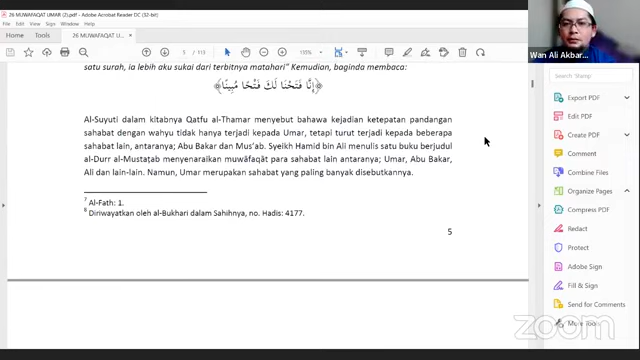 26 MUWAFAQAT UMAR (2).pdf - Adobe Acrobat Reader DC (32-bit)
File Edit View Sign Window Help
Home Tools 26 MUWAFAQAT UMAR ... ×
5 / 113 135%
satu surah, ia lebih aku sukai dari terbitnya matahari" Kemudian, baginda membaca:
﴿إِنَّا فَتَحْنَا لَكَ فَتْحًا مُّبِينًا﴾
Al-Suyuti dalam kitabnya Qatfu al-Thamar menyebut bahawa kejadian ketepatan pandangan
sahabat dengan wahyu tidak hanya terjadi kepada Umar, tetapi turut terjadi kepada beberapa
sahabat lain, antaranya; Abu Bakar dan Mus'ab. Syeikh Hamid bin Ali menulis satu buku berjudul
al-Durr al-Mustaṭab menyenaraikan muwâfaqât para sahabat lain antaranya; Umar, Abu Bakar,
Ali dan lain-lain. Namun, Umar merupakan sahabat yang paling banyak disebutkannya.
7 Al-Fath: 1.
8 Diriwayatkan oleh al-Bukhari dalam Sahihnya, no. Hadis: 4177.
5
Wan Ali Akbar...
Search 'Stamp'
Export PDF
Edit PDF
Create PDF
Comment
Combine Files
Organize Pages
Compress PDF
Redact
Protect
Adobe Sign
Fill & Sign
Send for Comments
More Tools
zoom